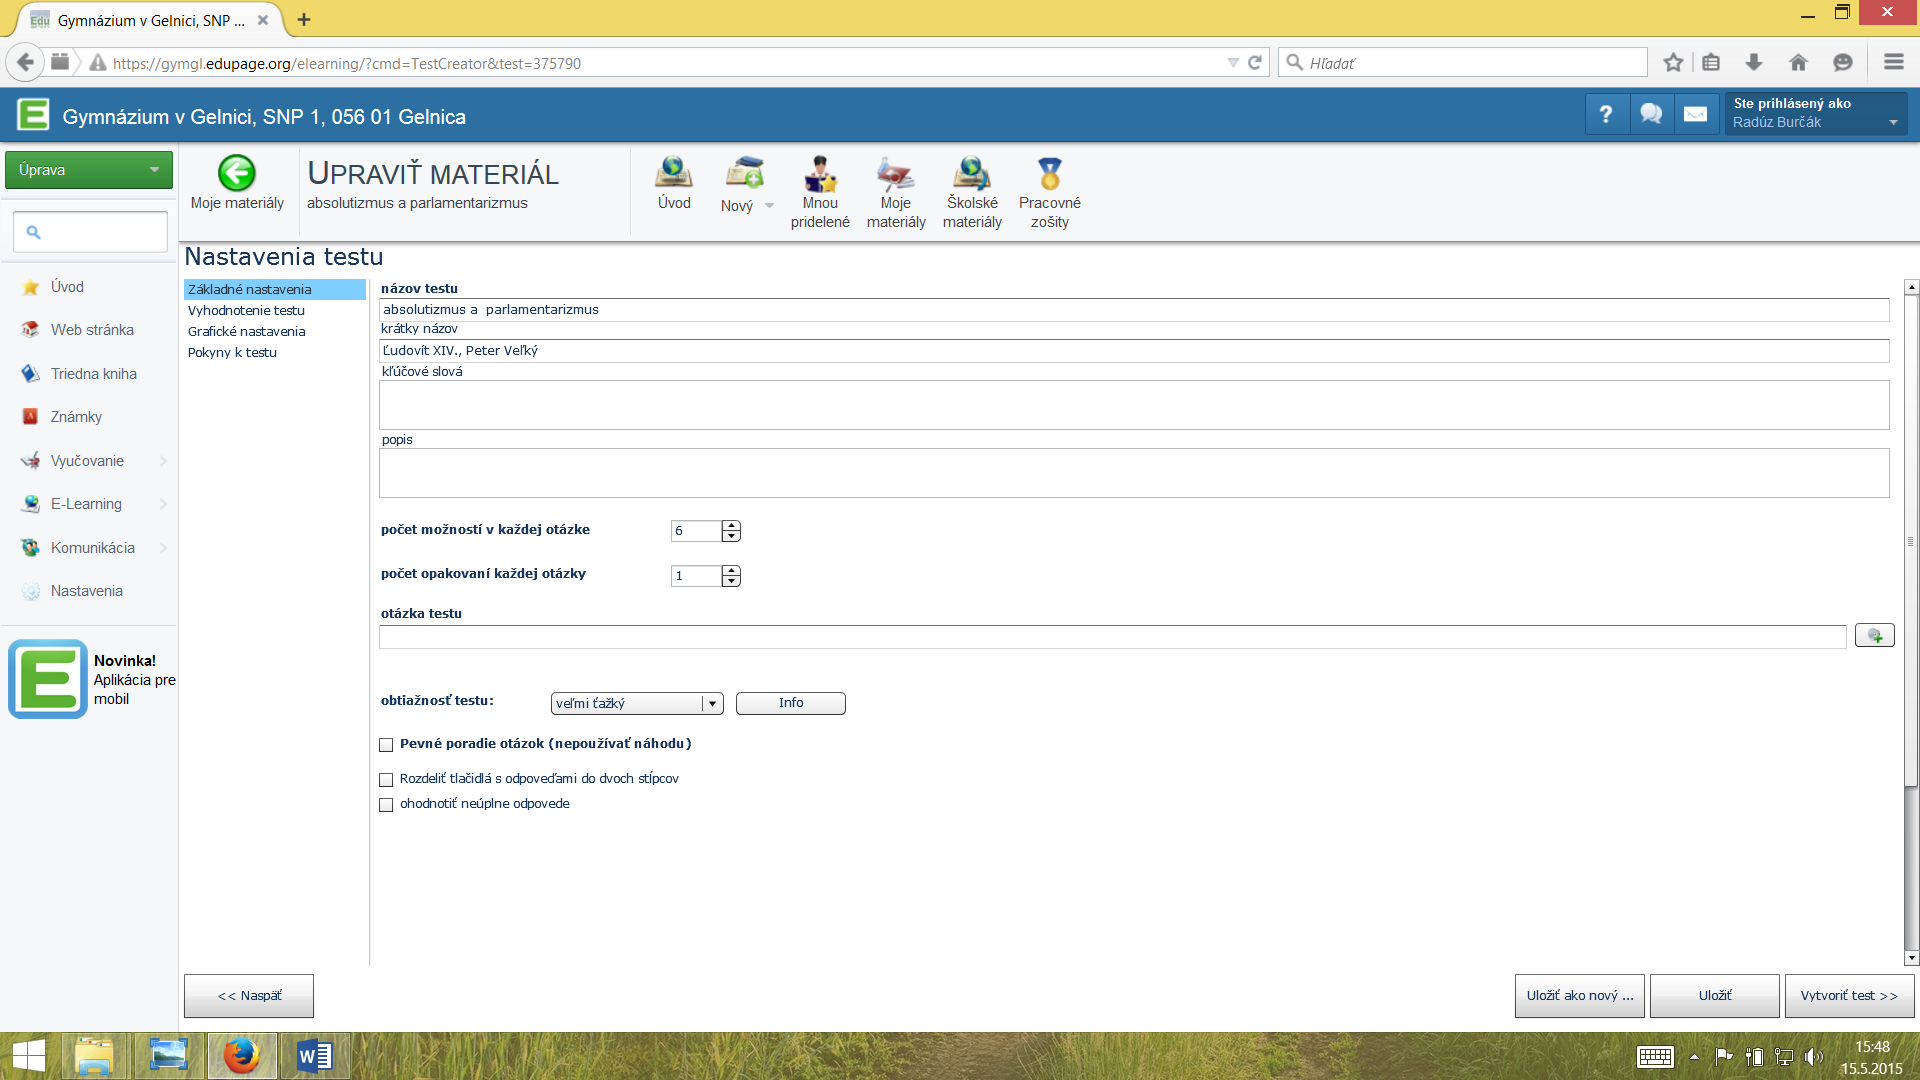 Gymnázium v Gelnici, SNP ...
https://gymgl.edupage.org/elearning/?cmd=TestCreator&test=375790
Hľadať
Gymnázium v Gelnici, SNP 1, 056 01 Gelnica
?
Ste prihlásený ako
Radúz Burčák
Úprava
Moje materiály
UPRAVIŤ MATERIÁL
absolutizmus a parlamentarizmus
Úvod
Nový
Mnou pridelené
Moje materiály
Školské materiály
Pracovné zošity
Úvod
Web stránka
Triedna kniha
Známky
Vyučovanie
E-Learning
Komunikácia
Nastavenia
Novinka!
Aplikácia pre
mobil
Nastavenia testu
Základné nastavenia
Vyhodnotenie testu
Grafické nastavenia
Pokyny k testu
názov testu
absolutizmus a  parlamentarizmus
krátky názov
Ľudovít XIV., Peter Veľký
kľúčové slová
popis
počet možností v každej otázke
6
počet opakovaní každej otázky
1
otázka testu
obtiažnosť testu:
veľmi ťažký
Info
Pevné poradie otázok (nepoužívať náhodu)
Rozdeliť tlačidlá s odpoveďami do dvoch stĺpcov
ohodnotiť neúplne odpovede
<< Naspäť
Uložiť ako nový ...
Uložiť
Vytvoriť test >>
15:48
15.5.2015